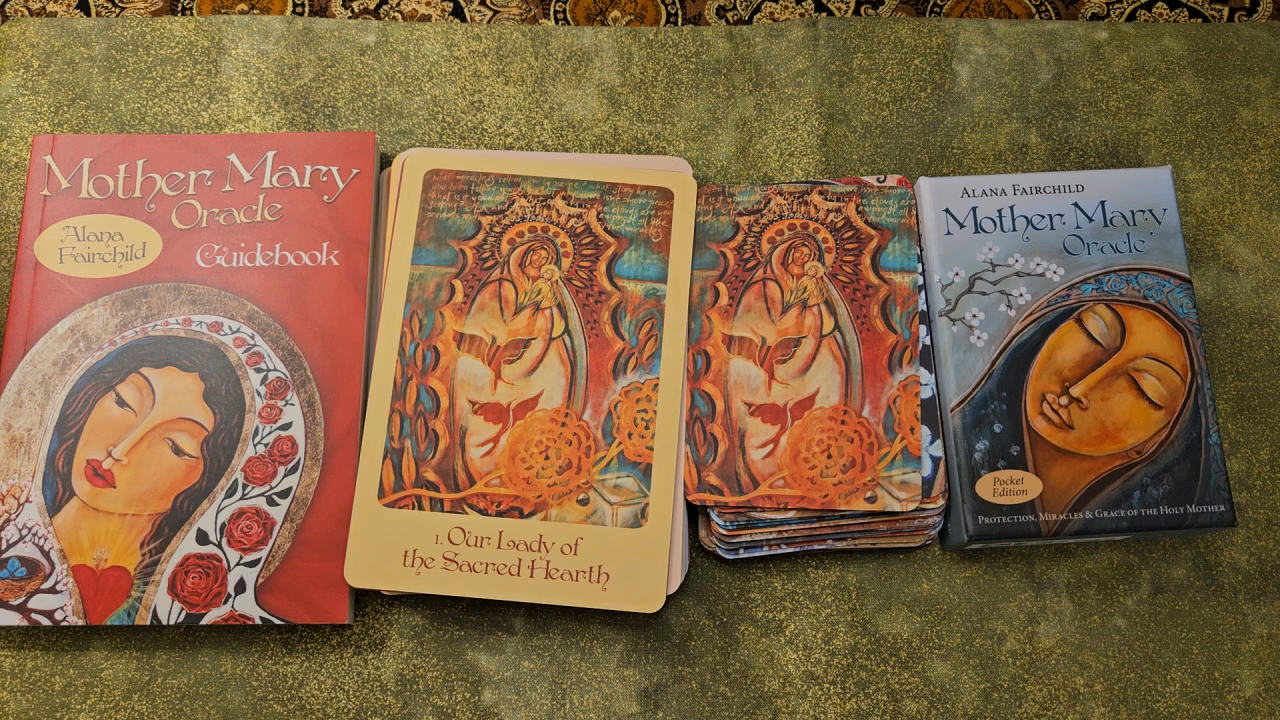 Mother Mary
Oracle
Alana
Fairchild
Guidebook
1. Our Lady of
the Sacred Hearth
ALANA FAIRCHILD
Mother Mary
Oracle
Pocket
Edition
PROTECTION, MIRACLES & GRACE OF THE HOLY MOTHER